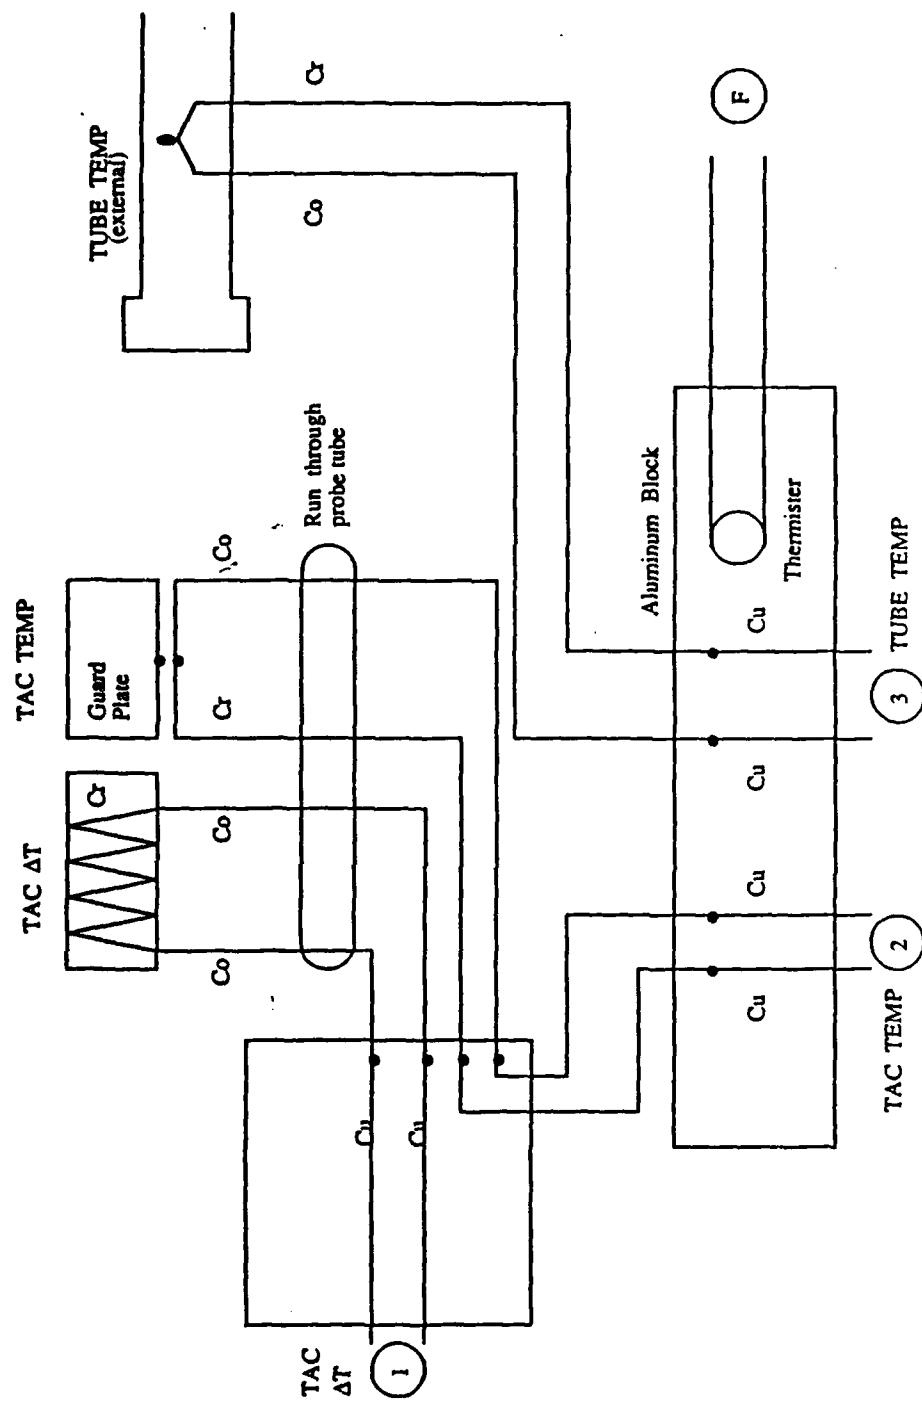 TUBE TEMP
(external)
Cr
Co
F
TAC TEMP
Guard
Plate
Co
Cr
Run through
probe tube
TAC ΔT
Cr
Co
Co
Aluminum Block
Thermister
Cu
Cu
Cu
Cu
Cu
Cu
TAC
ΔT
1
TAC TEMP
2
3
TUBE TEMP